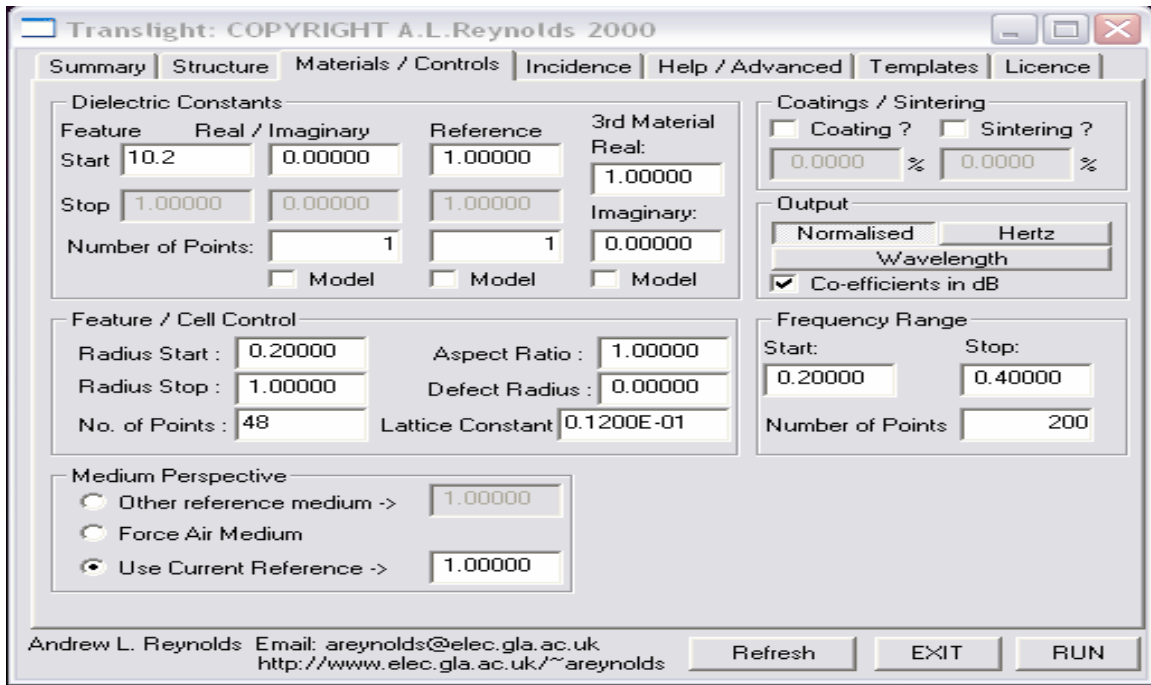 Translight: COPYRIGHT A.L.Reynolds 2000
Summary Structure Materials / Controls Incidence Help / Advanced Templates Licence
Dielectric Constants
Feature Real / Imaginary Reference 3rd Material
Real:
Start 10.2 0.00000 1.00000
1.00000
Stop 1.00000 0.00000 1.00000
Imaginary:
Number of Points: 1 1 0.00000
Model Model Model
Coatings / Sintering
Coating ? Sintering ?
0.0000 % 0.0000 %
Output
Normalised Hertz
Wavelength
Co-efficients in dB
Feature / Cell Control
Radius Start : 0.20000 Aspect Ratio : 1.00000
Radius Stop : 1.00000 Defect Radius : 0.00000
No. of Points : 48 Lattice Constant 0.1200E-01
Frequency Range
Start: Stop:
0.20000 0.40000
Number of Points 200
Medium Perspective
Other reference medium -> 1.00000
Force Air Medium
Use Current Reference -> 1.00000
Andrew L. Reynolds Email: areynolds@elec.gla.ac.uk
http://www.elec.gla.ac.uk/~areynolds
Refresh EXIT RUN